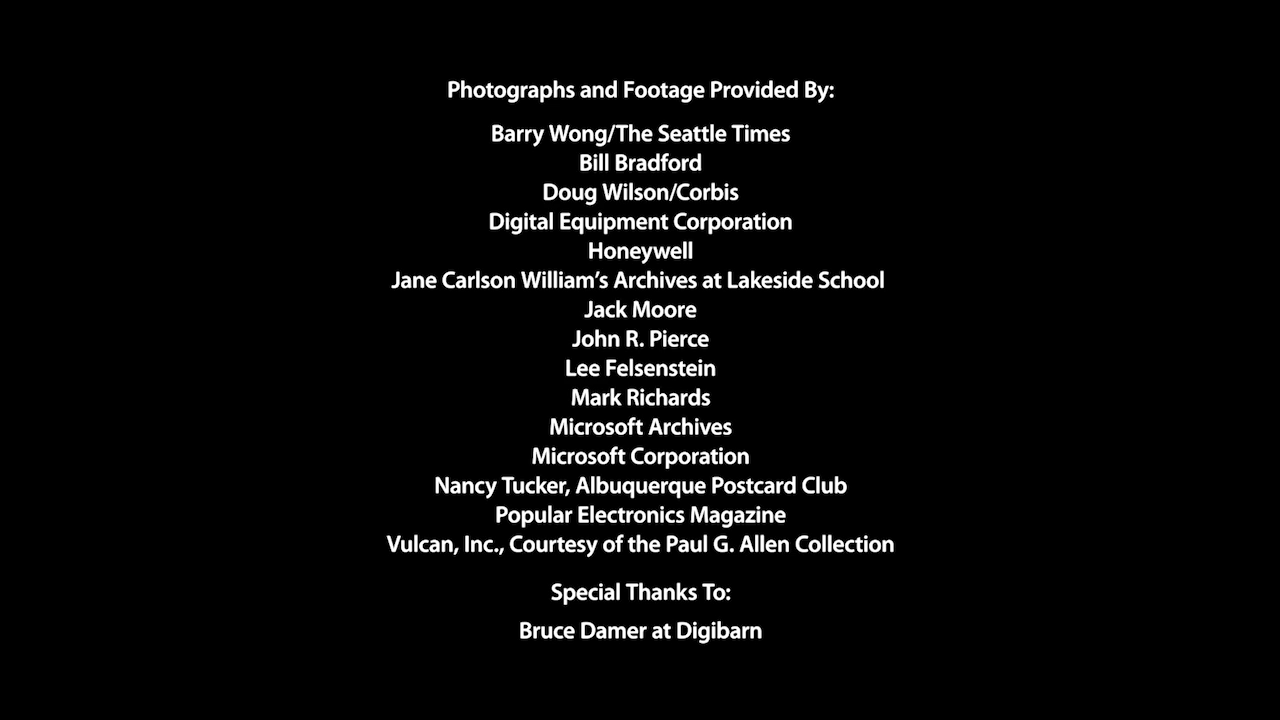 Photographs and Footage Provided By:
Barry Wong/The Seattle Times
Bill Bradford
Doug Wilson/Corbis
Digital Equipment Corporation
Honeywell
Jane Carlson William’s Archives at Lakeside School
Jack Moore
John R. Pierce
Lee Felsenstein
Mark Richards
Microsoft Archives
Microsoft Corporation
Nancy Tucker, Albuquerque Postcard Club
Popular Electronics Magazine
Vulcan, Inc., Courtesy of the Paul G. Allen Collection
Special Thanks To:
Bruce Damer at Digibarn